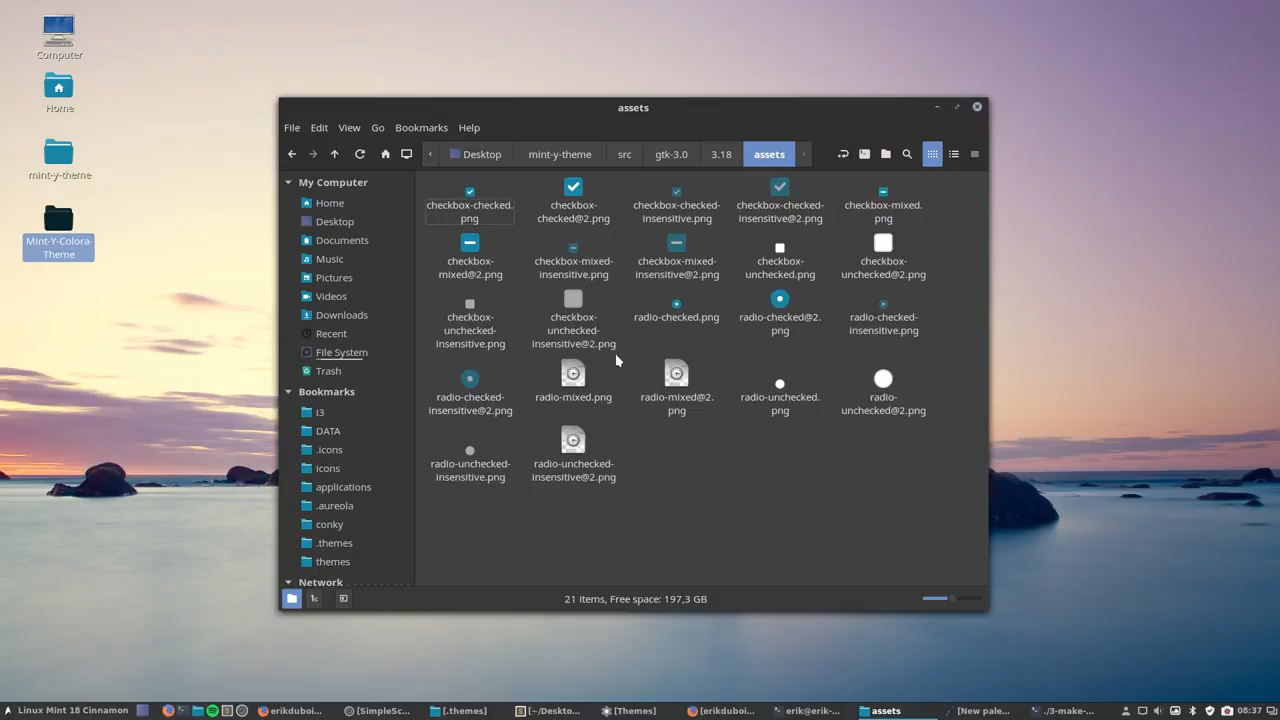 Computer
Home
mint-y-theme
Mint-Y-Colora-
Theme
assets
File Edit View Go Bookmarks Help
Desktop mint-y-theme src gtk-3.0 3.18 assets
My Computer
Home
Desktop
Documents
Music
Pictures
Videos
Downloads
Recent
File System
Trash
Bookmarks
I3
DATA
.icons
icons
applications
.aureola
conky
.themes
themes
Network
checkbox-checked.
png
checkbox-
checked@2.png
checkbox-checked-
insensitive.png
checkbox-checked-
insensitive@2.png
checkbox-mixed.
png
checkbox-
mixed@2.png
checkbox-mixed-
insensitive.png
checkbox-mixed-
insensitive@2.png
checkbox-
unchecked.png
checkbox-
unchecked@2.png
checkbox-
unchecked-
insensitive.png
checkbox-
unchecked-
insensitive@2.png
radio-checked.png
radio-checked@2.
png
radio-checked-
insensitive.png
radio-checked-
insensitive@2.png
radio-mixed.png
radio-mixed@2.
png
radio-unchecked.
png
radio-
unchecked@2.png
radio-unchecked-
insensitive.png
radio-unchecked-
insensitive@2.png
21 items, Free space: 197,3 GB
Linux Mint 18 Cinnamon erikduboi... [SimpleSc... [.themes] [~/Deskto... [Themes] [erikduboi... erik@erik-... assets [New pale... ./3-make-... 08:37